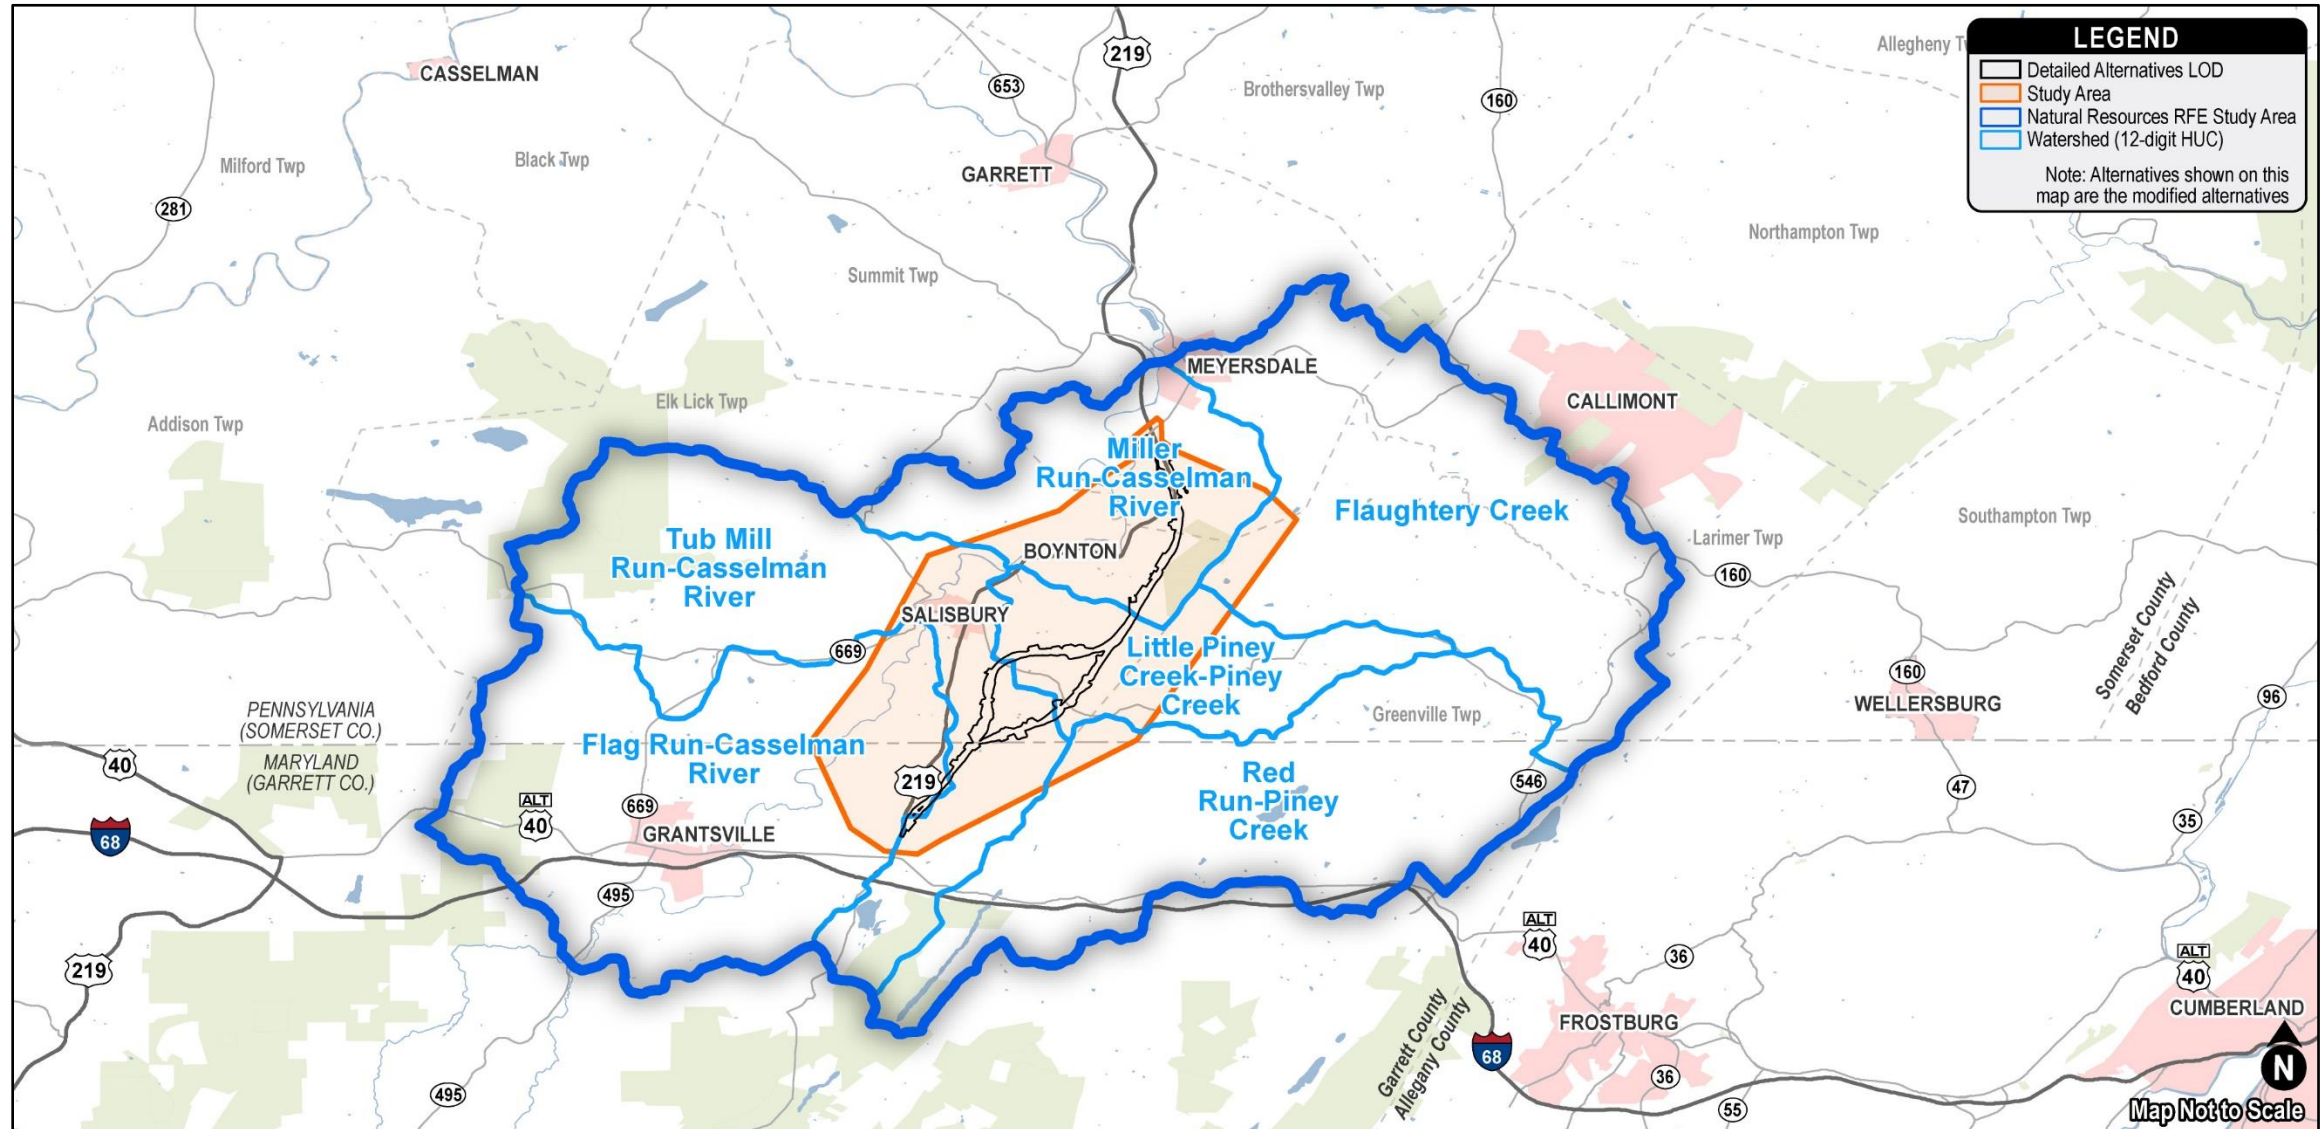 LEGEND
Detailed Alternatives LOD
Study Area
Natural Resources RFE Study Area
Watershed (12-digit HUC)
Note: Alternatives shown on this
map are the modified alternatives
219
Allegheny
CASSELMAN
653
Brothersvalley Twp
160
Milford Twp
Black Twp
GARRETT
281
Northampton Twp
Summit Twp
MEYERSDALE
Elk Lick Twp
CALLIMONT
Addison Twp
Miller
Run-Casselman
River
Flaughtery Creek
Southampton Twp
Tub Mill
Run-Casselman
River
BOYNTON
Larimer Twp
160
SALISBURY
669
Little Piney
Creek-Piney
Creek
Somerset County
Bedford County
160
WELLERSBURG
96
PENNSYLVANIA
(SOMERSET CO.)
Greenville Twp
Flag Run-Casselman
River
MARYLAND
(GARRETT CO.)
40
219
Red
Run-Piney
Creek
546
47
669
ALT
40
35
68
GRANTSVILLE
495
ALT
40
36
ALT
40
219
CUMBERLAND
FROSTBURG
Garrett County
Allegany County
68
36
495
55
N
Map Not to Scale